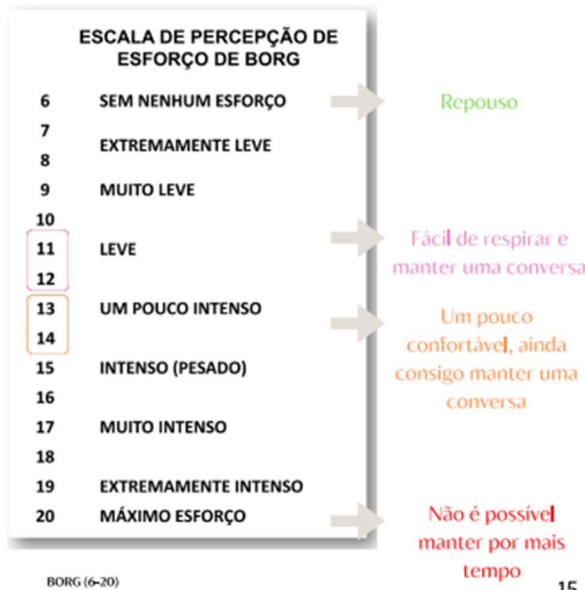 ESCALA DE PERCEPÇÃO DE
ESFORÇO DE BORG
6 SEM NENHUM ESFORÇO
7
EXTREMAMENTE LEVE
8
9 MUITO LEVE
10
11 LEVE
12
13 UM POUCO INTENSO
14
15 INTENSO (PESADO)
16
17 MUITO INTENSO
18
19 EXTREMAMENTE INTENSO
20 MÁXIMO ESFORÇO
Repouso
Fácil de respirar e
manter uma conversa
Um pouco
confortável, ainda
consigo manter uma
conversa
Não é possível
manter por mais
tempo
BORG (6-20)
15